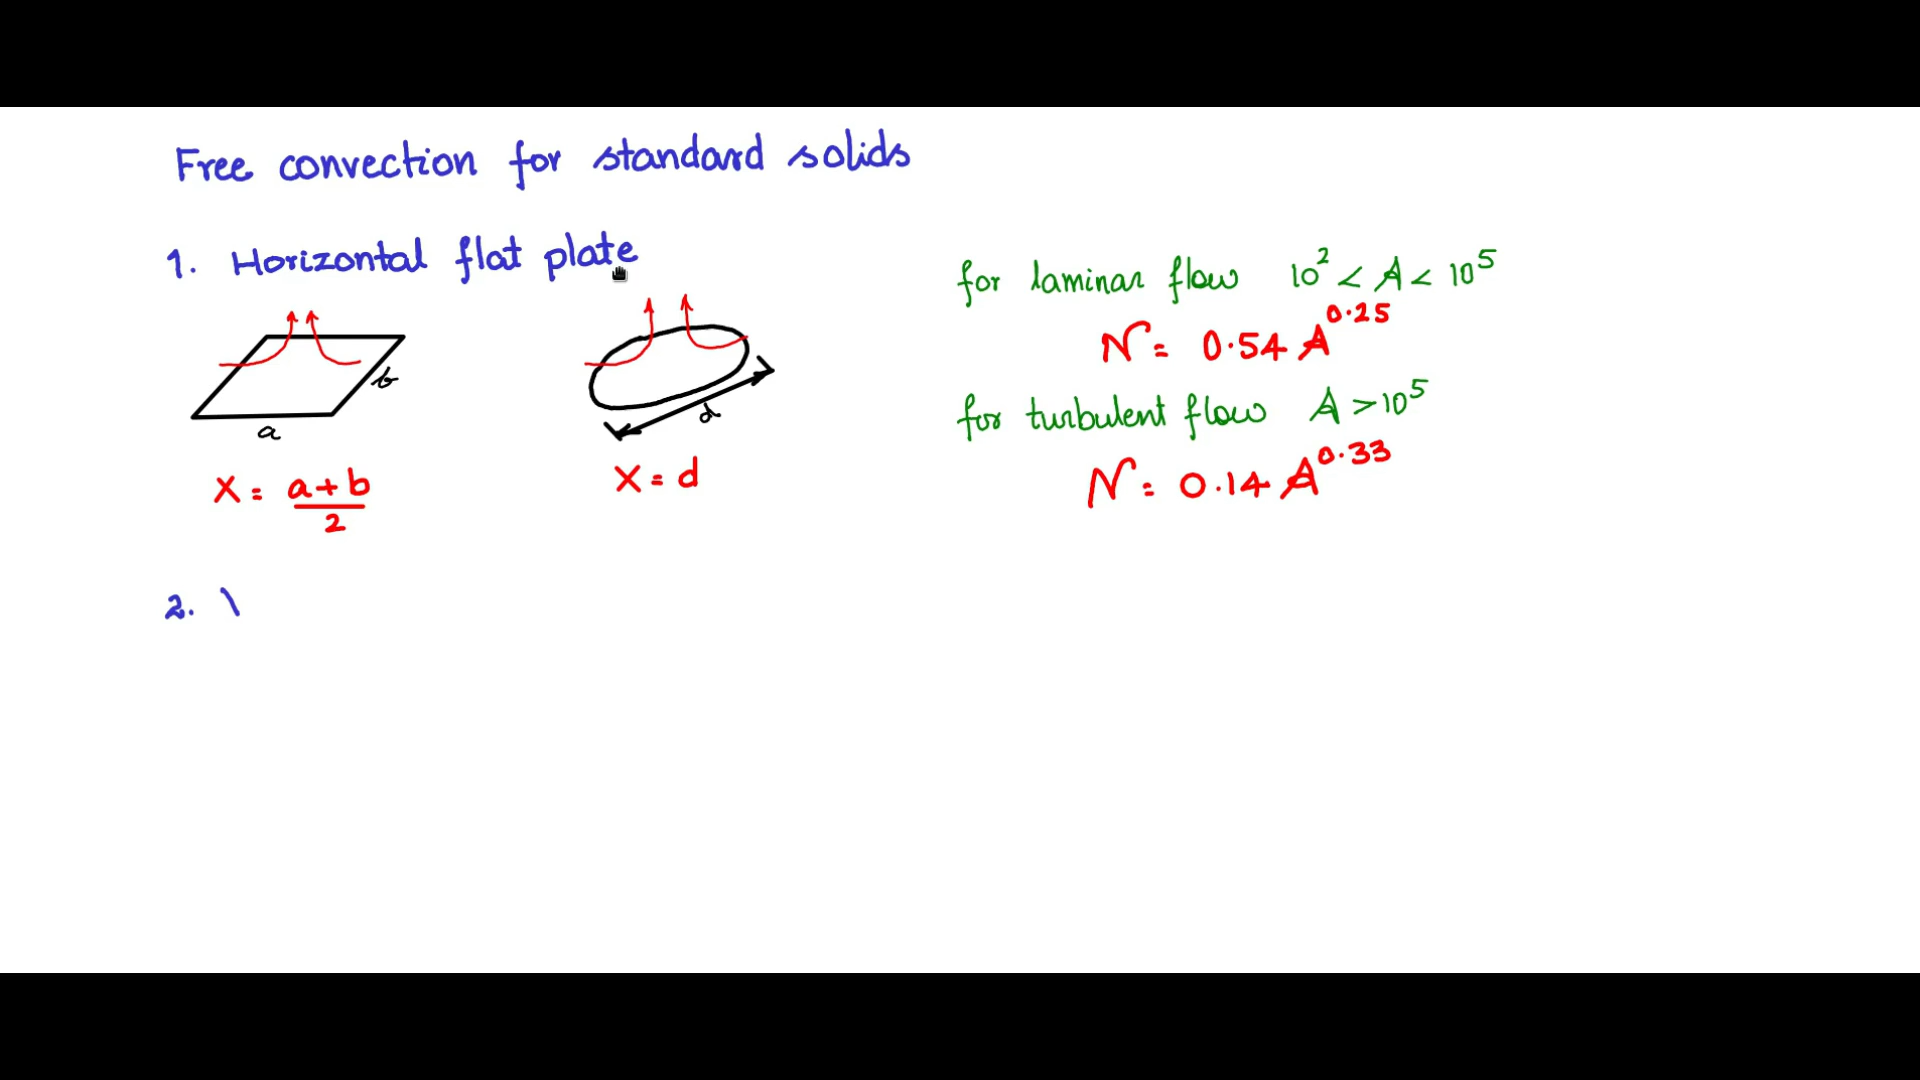 Free convection for standard solids
1. Horizontal flat plate
b
a
X = a+b/2
d
X = d
for laminar flow 10² < A < 10⁵
N = 0.54 A^0.25
for turbulent flow A > 10⁵
N = 0.14 A^0.33
2. \